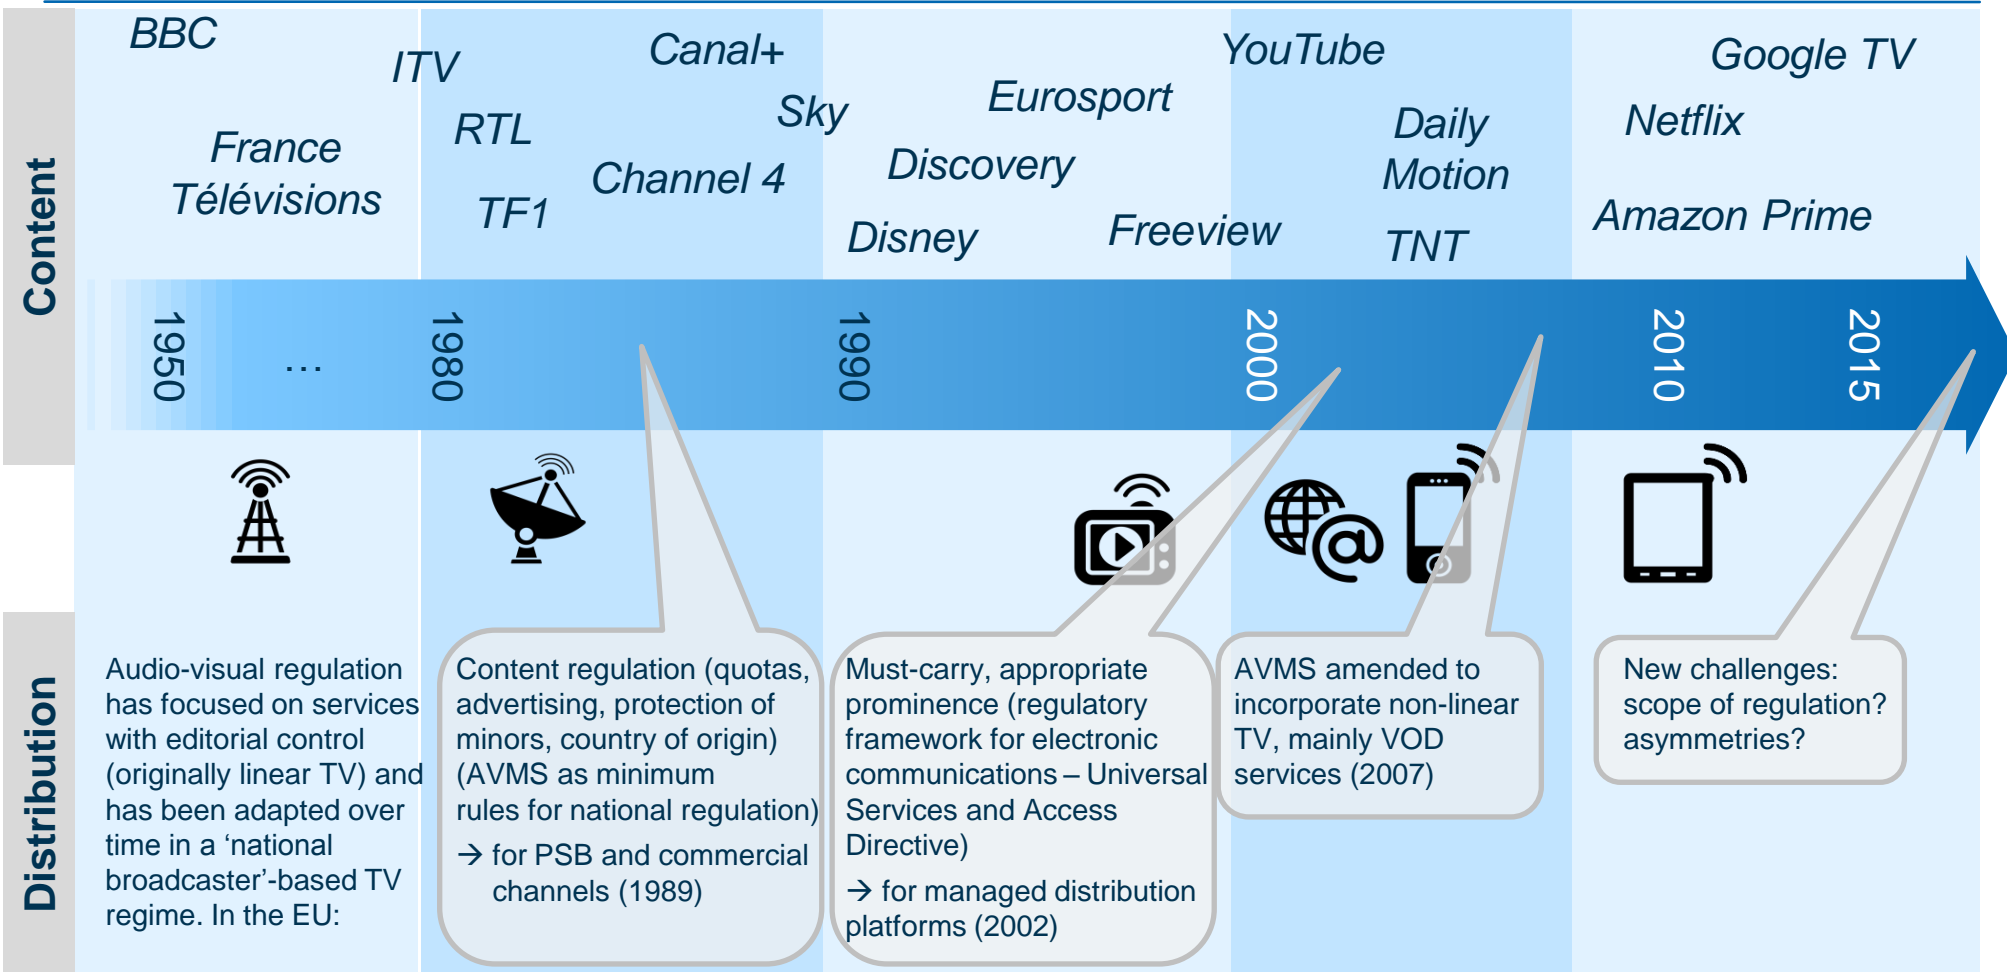 Content
BBC
ITV
Canal+
YouTube
Google TV
France
Télévisions
RTL
Sky
Eurosport
Daily
Motion
Netflix
TF1
Channel 4
Discovery
Disney
Freeview
TNT
Amazon Prime
1950
...
1980
1990
2000
2010
2015
@
Distribution
Audio-visual regulation
has focused on services
with editorial control
(originally linear TV) and
has been adapted over
time in a ‘national
broadcaster’-based TV
regime. In the EU:
Content regulation (quotas,
advertising, protection of
minors, country of origin)
(AVMS as minimum
rules for national regulation)
→ for PSB and commercial
channels (1989)
Must-carry, appropriate
prominence (regulatory
framework for electronic
communications – Universal
Services and Access
Directive)
→ for managed distribution
platforms (2002)
AVMS amended to
incorporate non-linear
TV, mainly VOD
services (2007)
New challenges:
scope of regulation?
asymmetries?